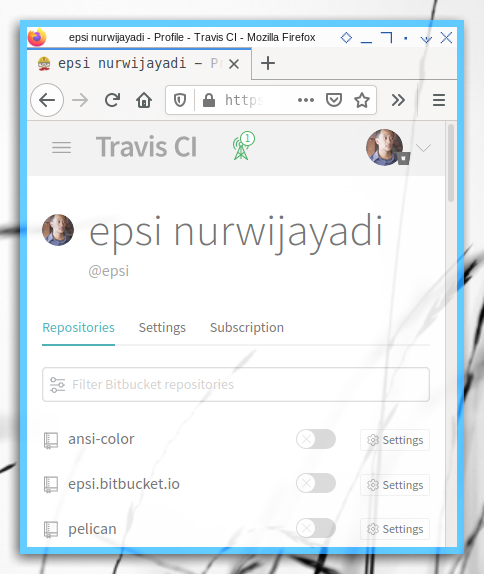 epsi nurwijayadi - Profile - Travis CI - Mozilla Firefox
epsi nurwijayadi – P
https
Travis CI
1
epsi nurwijayadi
@epsi
Repositories Settings Subscription
Filter Bitbucket repositories
ansi-color Settings
epsi.bitbucket.io Settings
pelican Settings